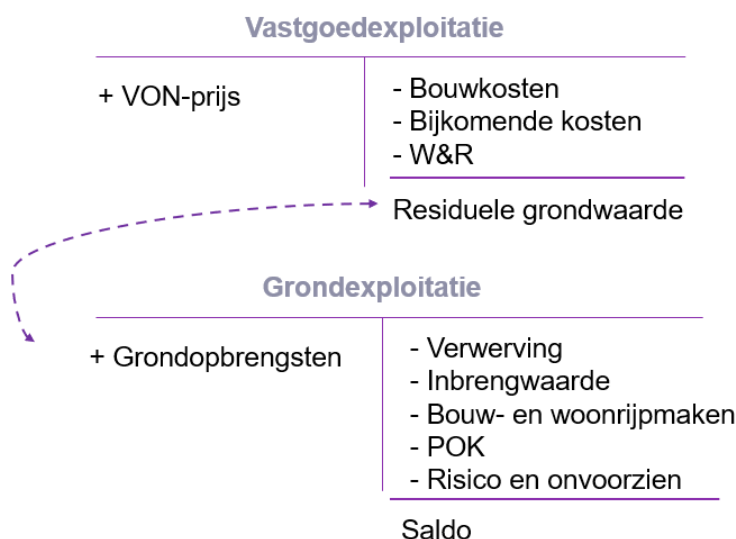 Vastgoedexploitatie
+ VON-prijs
- Bouwkosten
- Bijkomende kosten
- W&R
Residuele grondwaarde
Grondexploitatie
+ Grondopbrengsten
- Verwerving
- Inbrengwaarde
- Bouw- en woonrijpmaken
- POK
- Risico en onvoorzien
Saldo